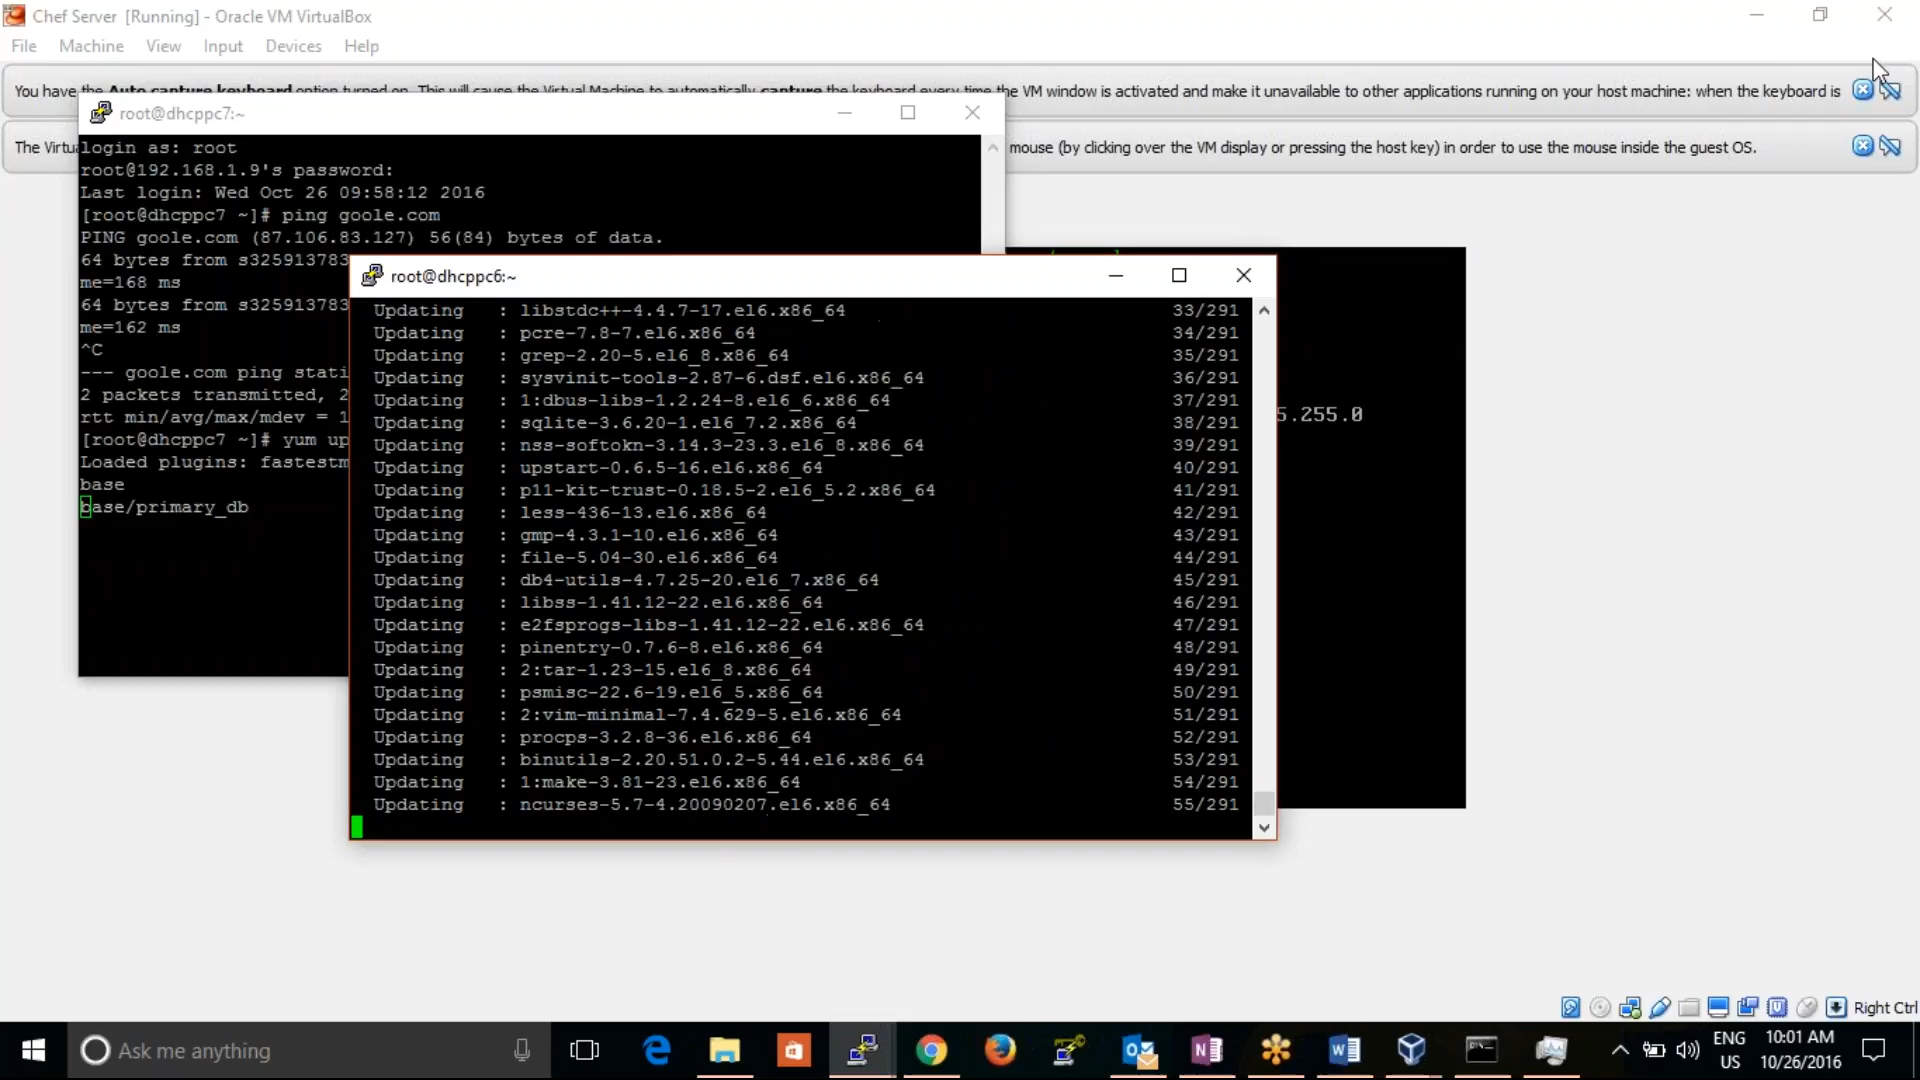 Chef Server [Running] - Oracle VM VirtualBox
File Machine View Input Devices Help
You have the Auto capture keyboard option turned on. This will cause the Virtual Machine to automatically capture the keyboard every time the VM window is activated and make it unavailable to other applications running on your host machine: when the keyboard is
The Virtua
mouse (by clicking over the VM display or pressing the host key) in order to use the mouse inside the guest OS.
root@dhcppc7:~
login as: root
root@192.168.1.9's password:
Last login: Wed Oct 26 09:58:12 2016
[root@dhcppc7 ~]# ping goole.com
PING goole.com (87.106.83.127) 56(84) bytes of data.
64 bytes from s325913783
me=168 ms
64 bytes from s325913783
me=162 ms
^C
--- goole.com ping stati
2 packets transmitted, 2
rtt min/avg/max/mdev = 1
[root@dhcppc7 ~]# yum up
Loaded plugins: fastestm
base
base/primary_db
5.255.0
root@dhcppc6:~
Updating : libstdc++-4.4.7-17.el6.x86_64 33/291
Updating : pcre-7.8-7.el6.x86_64 34/291
Updating : grep-2.20-5.el6_8.x86_64 35/291
Updating : sysvinit-tools-2.87-6.dsf.el6.x86_64 36/291
Updating : 1:dbus-libs-1.2.24-8.el6_6.x86_64 37/291
Updating : sqlite-3.6.20-1.el6_7.2.x86_64 38/291
Updating : nss-softokn-3.14.3-23.3.el6_8.x86_64 39/291
Updating : upstart-0.6.5-16.el6.x86_64 40/291
Updating : p11-kit-trust-0.18.5-2.el6_5.2.x86_64 41/291
Updating : less-436-13.el6.x86_64 42/291
Updating : gmp-4.3.1-10.el6.x86_64 43/291
Updating : file-5.04-30.el6.x86_64 44/291
Updating : db4-utils-4.7.25-20.el6_7.x86_64 45/291
Updating : libss-1.41.12-22.el6.x86_64 46/291
Updating : e2fsprogs-libs-1.41.12-22.el6.x86_64 47/291
Updating : pinentry-0.7.6-8.el6.x86_64 48/291
Updating : 2:tar-1.23-15.el6_8.x86_64 49/291
Updating : psmisc-22.6-19.el6_5.x86_64 50/291
Updating : 2:vim-minimal-7.4.629-5.el6.x86_64 51/291
Updating : procps-3.2.8-36.el6.x86_64 52/291
Updating : binutils-2.20.51.0.2-5.44.el6.x86_64 53/291
Updating : 1:make-3.81-23.el6.x86_64 54/291
Updating : ncurses-5.7-4.20090207.el6.x86_64 55/291
Right Ctrl
Ask me anything
ENG
US
10:01 AM
10/26/2016